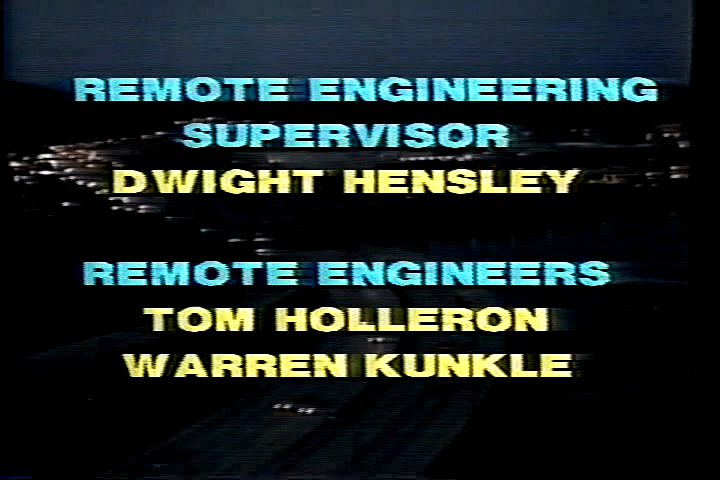 REMOTE ENGINEERING
SUPERVISOR
DWIGHT HENSLEY
REMOTE ENGINEERS
TOM HOLLERON
WARREN KUNKLE